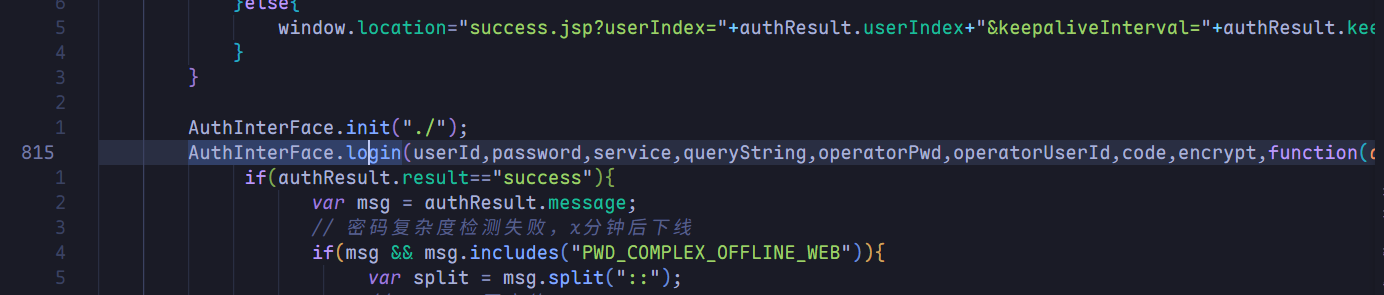 6 }else{
5 window.location="success.jsp?userIndex="+authResult.userIndex+"&keepaliveInterval="+authResult.kee
4 }
3 }
2
1 AuthInterFace.init("./");
815 AuthInterFace.login(userId,password,service,queryString,operatorPwd,operatorUserId,code,encrypt,function(
1 if(authResult.result=="success"){
2 var msg = authResult.message;
3 // 密码复杂度检测失败，x分钟后下线
4 if(msg && msg.includes("PWD_COMPLEX_OFFLINE_WEB")){
5 var split = msg.split("::");